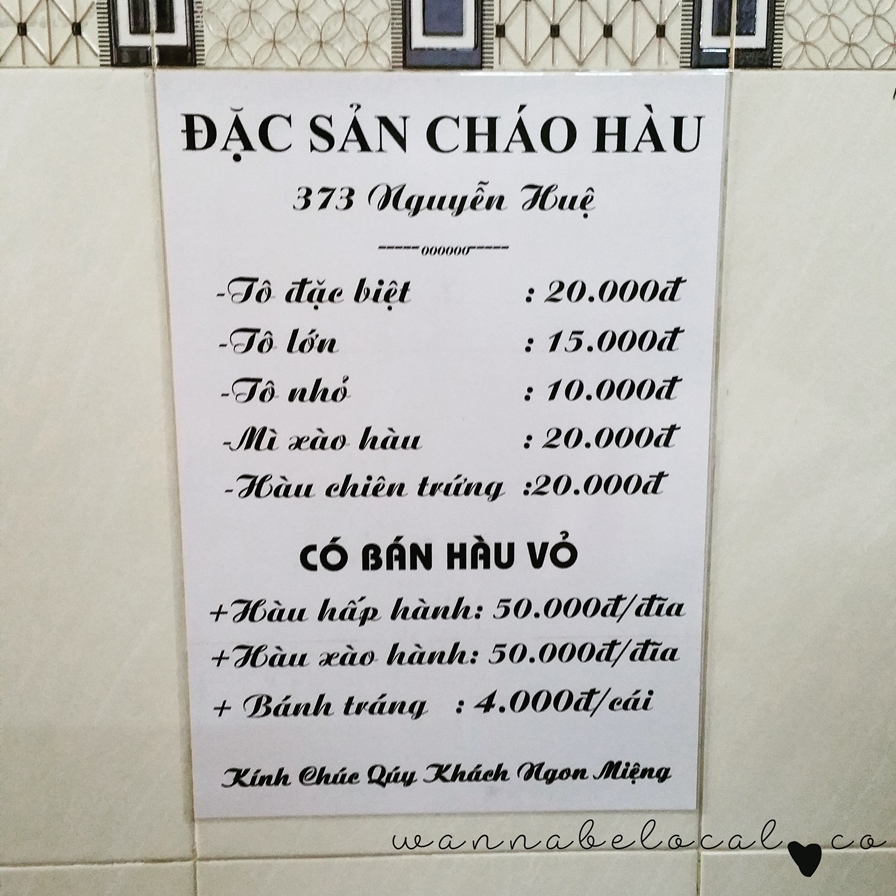 ĐẶC SẢN CHÁO HÀU
373 Nguyễn Huệ
-----oooooo-----
-Tô đặc biệt : 20.000đ
-Tô lớn : 15.000đ
-Tô nhỏ : 10.000đ
-Mì xào hàu : 20.000đ
-Hàu chiên trứng :20.000đ
CÓ BÁN HÀU VỎ
+Hàu hấp hành: 50.000đ/đĩa
+Hàu xào hành: 50.000đ/đĩa
+ Bánh tráng : 4.000đ/cái
Kính Chúc Qúy Khách Ngon Miệng
wannabelocal♥co